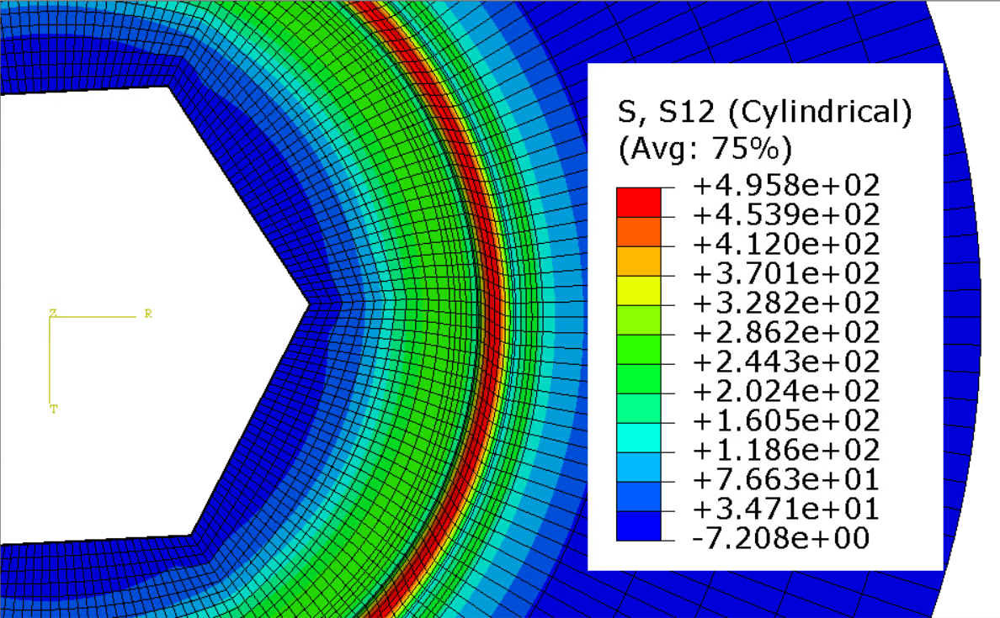 S, S12 (Cylindrical)
(Avg: 75%)
+4.958e+02
+4.539e+02
+4.120e+02
+3.701e+02
+3.282e+02
+2.862e+02
+2.443e+02
+2.024e+02
+1.605e+02
+1.186e+02
+7.663e+01
+3.471e+01
-7.208e+00
Z R
T